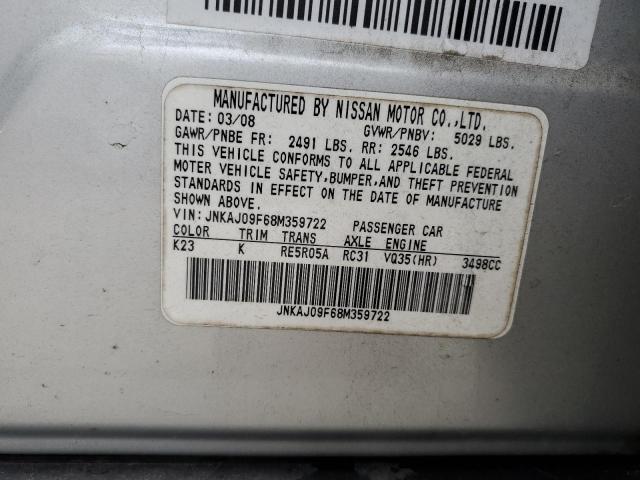 MANUFACTURED BY NISSAN MOTOR CO.,LTD.
DATE: 03/08 GVWR/PNBV: 5029 LBS.
GAWR/PNBE FR: 2491 LBS. RR: 2546 LBS.
THIS VEHICLE CONFORMS TO ALL APPLICABLE FEDERAL
MOTOR VEHICLE SAFETY,BUMPER,AND THEFT PREVENTION
STANDARDS IN EFFECT ON THE DATE OF MANUFACTURE
SHOWN ABOVE.
VIN: JNKAJ09F68M359722 PASSENGER CAR
COLOR TRIM TRANS AXLE ENGINE
K23 K RE5R05A RC31 VQ35(HR) 3498CC
JNKAJ09F68M359722